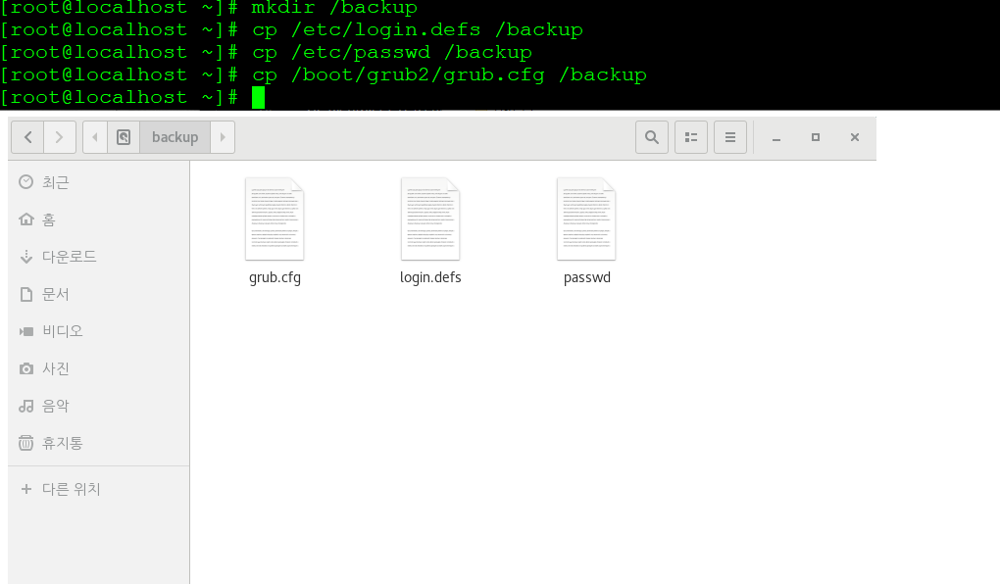 [root@localhost ~]# mkdir /backup
[root@localhost ~]# cp /etc/login.defs /backup
[root@localhost ~]# cp /etc/passwd /backup
[root@localhost ~]# cp /boot/grub2/grub.cfg /backup
[root@localhost ~]#
backup
최근
홈
다운로드
문서
비디오
사진
음악
휴지통
다른 위치
grub.cfg
login.defs
passwd